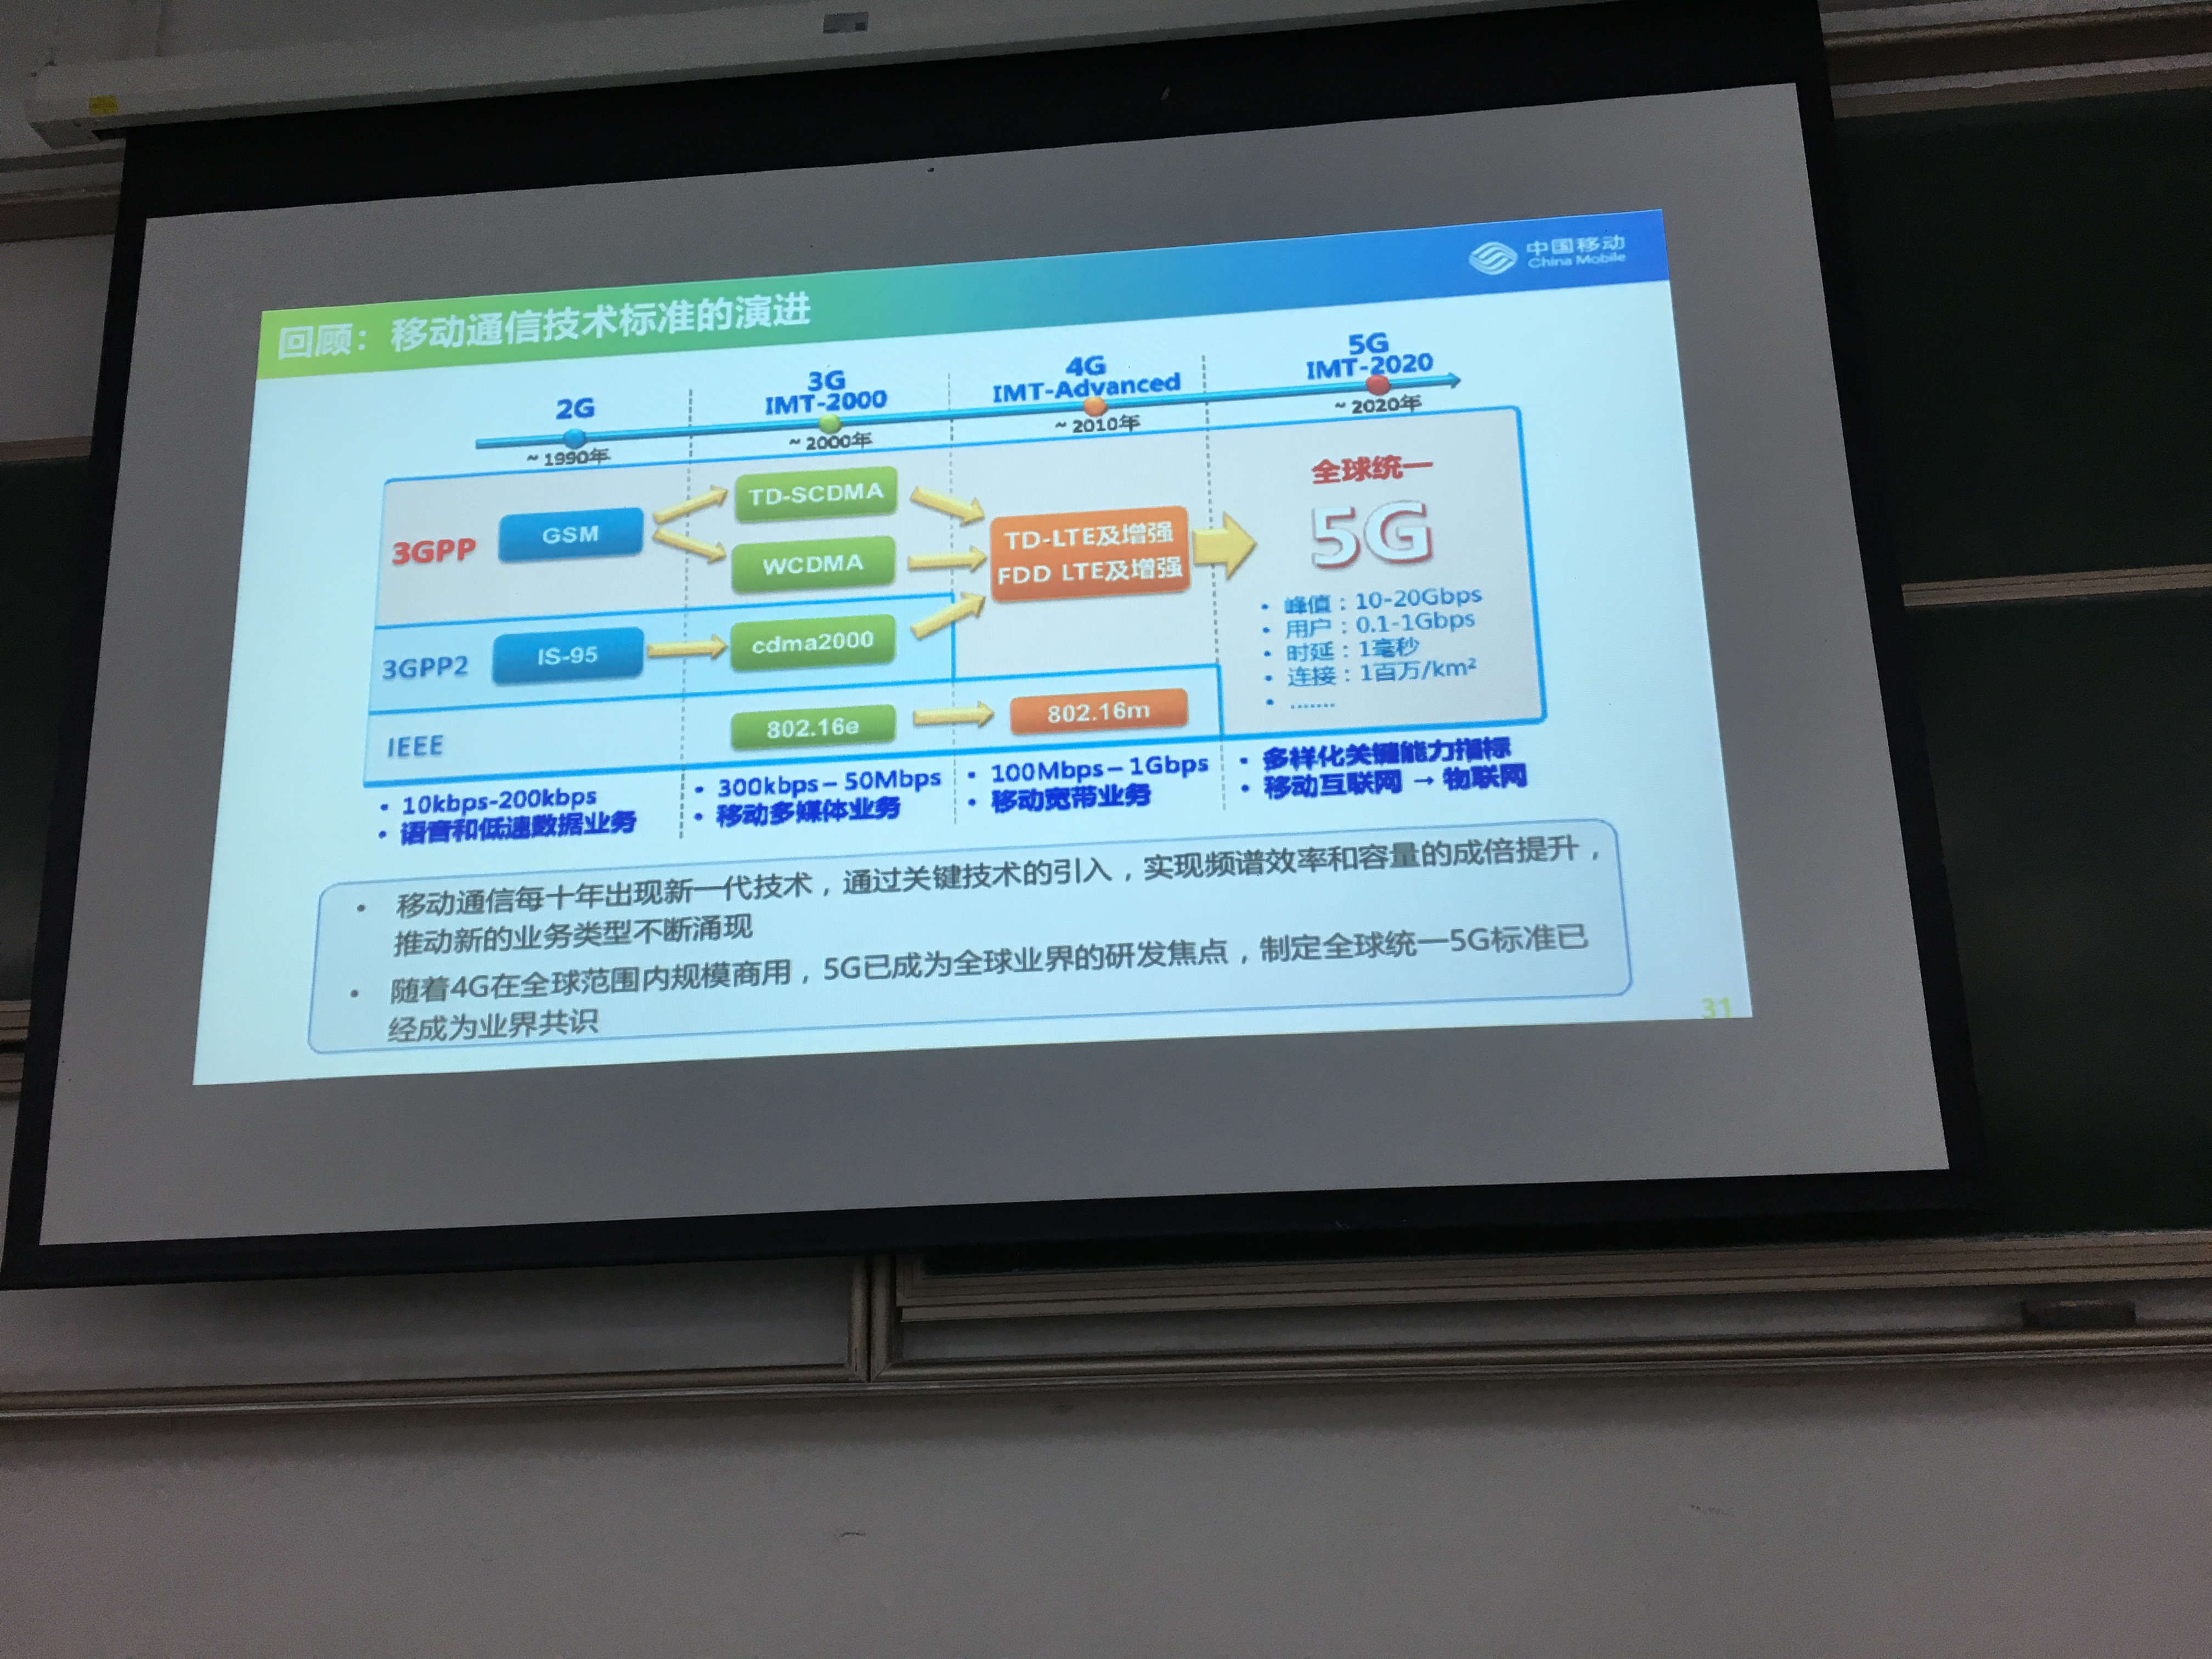 中国移动
China Mobile
回顾：移动通信技术标准的演进
2G
~ 1990年
3G
IMT-2000
~ 2000年
4G
IMT-Advanced
~ 2010年
5G
IMT-2020
~ 2020年
3GPP
GSM
TD-SCDMA
WCDMA
TD-LTE及增强
FDD LTE及增强
全球统一
5G
• 峰值：10-20Gbps
• 用户：0.1-1Gbps
• 时延：1毫秒
• 连接：1百万/km²
• .......
3GPP2
IS-95
cdma2000
IEEE
802.16e
802.16m
• 10kbps-200kbps
• 语音和低速数据业务
• 300kbps – 50Mbps
• 移动多媒体业务
• 100Mbps – 1Gbps
• 移动宽带业务
• 多样化关键能力指标
• 移动互联网 → 物联网
• 移动通信每十年出现新一代技术，通过关键技术的引入，实现频谱效率和容量的成倍提升，
推动新的业务类型不断涌现
• 随着4G在全球范围内规模商用，5G已成为全球业界的研发焦点，制定全球统一5G标准已
经成为业界共识
31